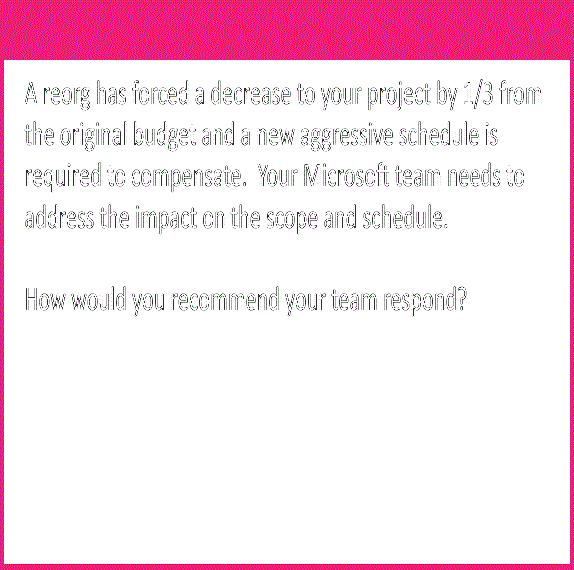 A reorg has forced a decrease to your project by 1/3 from
the original budget and a new aggressive schedule is
required to compensate.  Your Microsoft team needs to
address the impact on the scope and schedule.
How would you recommend your team respond?